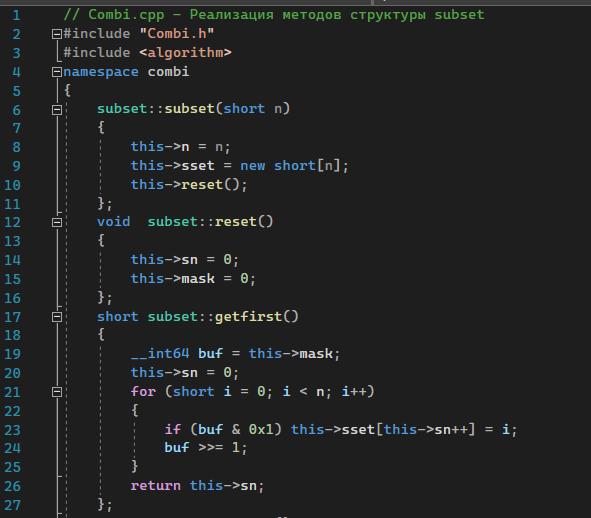 1 // Combi.cpp – Реализация методов структуры subset
2 #include "Combi.h"
3 #include <algorithm>
4 namespace combi
5 {
6 subset::subset(short n)
7 {
8 this->n = n;
9 this->sset = new short[n];
10 this->reset();
11 };
12 void  subset::reset()
13 {
14 this->sn = 0;
15 this->mask = 0;
16 };
17 short subset::getfirst()
18 {
19 __int64 buf = this->mask;
20 this->sn = 0;
21 for (short i = 0; i < n; i++)
22 {
23 if (buf & 0x1) this->sset[this->sn++] = i;
24 buf >>= 1;
25 }
26 return this->sn;
27 };